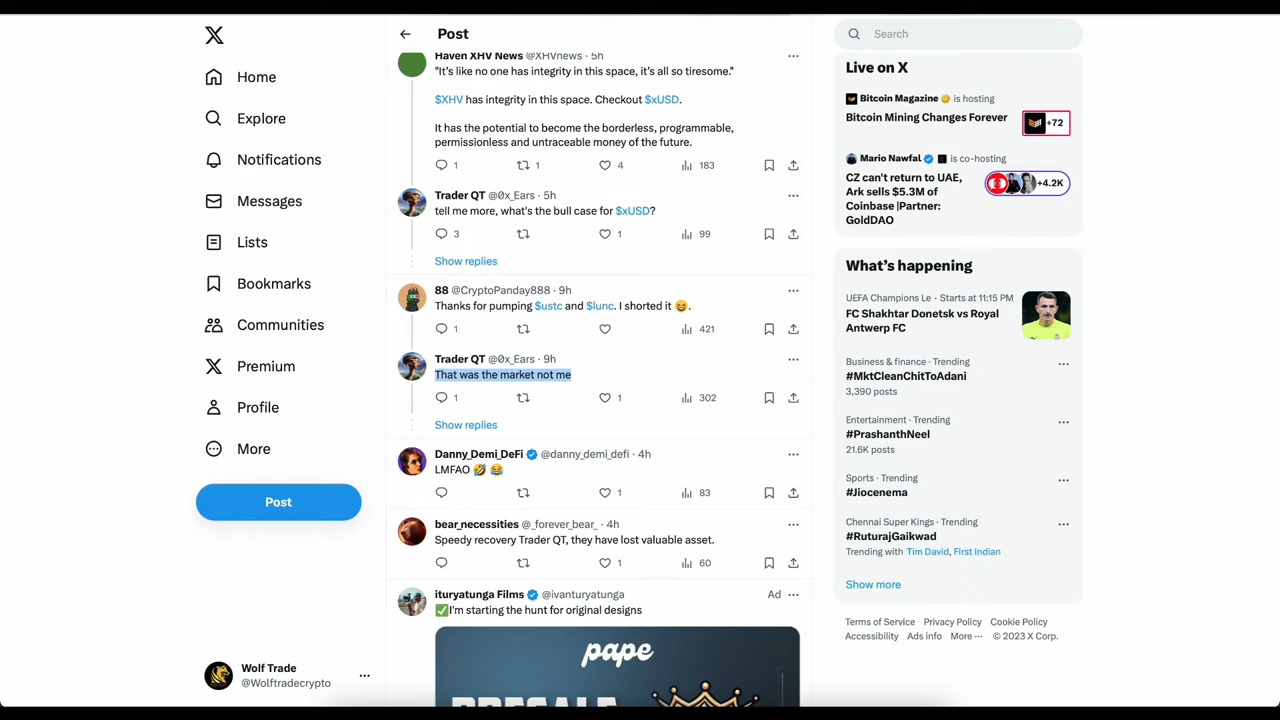 Home
Explore
Notifications
Messages
Lists
Bookmarks
Communities
Premium
Profile
More
Post
Wolf Trade
@Wolftradecrypto
Post
Haven XHV News @XHVnews · 5h
"It's like no one has integrity in this space, it's all so tiresome."
$XHV has integrity in this space. Checkout $xUSD.
It has the potential to become the borderless, programmable,
permissionless and untraceable money of the future.
1 1 4 183
Trader QT @0x_Ears · 5h
tell me more, what's the bull case for $xUSD?
3 1 99
Show replies
88 @CryptoPanday888 · 9h
Thanks for pumping $ustc and $lunc. I shorted it 😆.
1 421
Trader QT @0x_Ears · 9h
That was the market not me
1 1 302
Show replies
Danny_Demi_DeFi @danny_demi_defi · 4h
LMFAO 🤣 😂
1 83
bear_necessities @_forever_bear_ · 4h
Speedy recovery Trader QT, they have lost valuable asset.
1 60
ituryatunga Films @ivanturyatunga Ad
✅I'm starting the hunt for original designs
pape
PRESALE
Search
Live on X
Bitcoin Magazine is hosting
Bitcoin Mining Changes Forever
+72
Mario Nawfal is co-hosting
CZ can't return to UAE,
Ark sells $5.3M of
Coinbase |Partner:
GoldDAO
+4.2K
What's happening
UEFA Champions Le · Starts at 11:15 PM
FC Shakhtar Donetsk vs Royal
Antwerp FC
Business & finance · Trending
#MktCleanChitToAdani
3,390 posts
Entertainment · Trending
#PrashanthNeel
21.6K posts
Sports · Trending
#Jiocenema
Chennai Super Kings · Trending
#RuturajGaikwad
Trending with Tim David, First Indian
Show more
Terms of Service Privacy Policy Cookie Policy
Accessibility Ads info More ··· © 2023 X Corp.